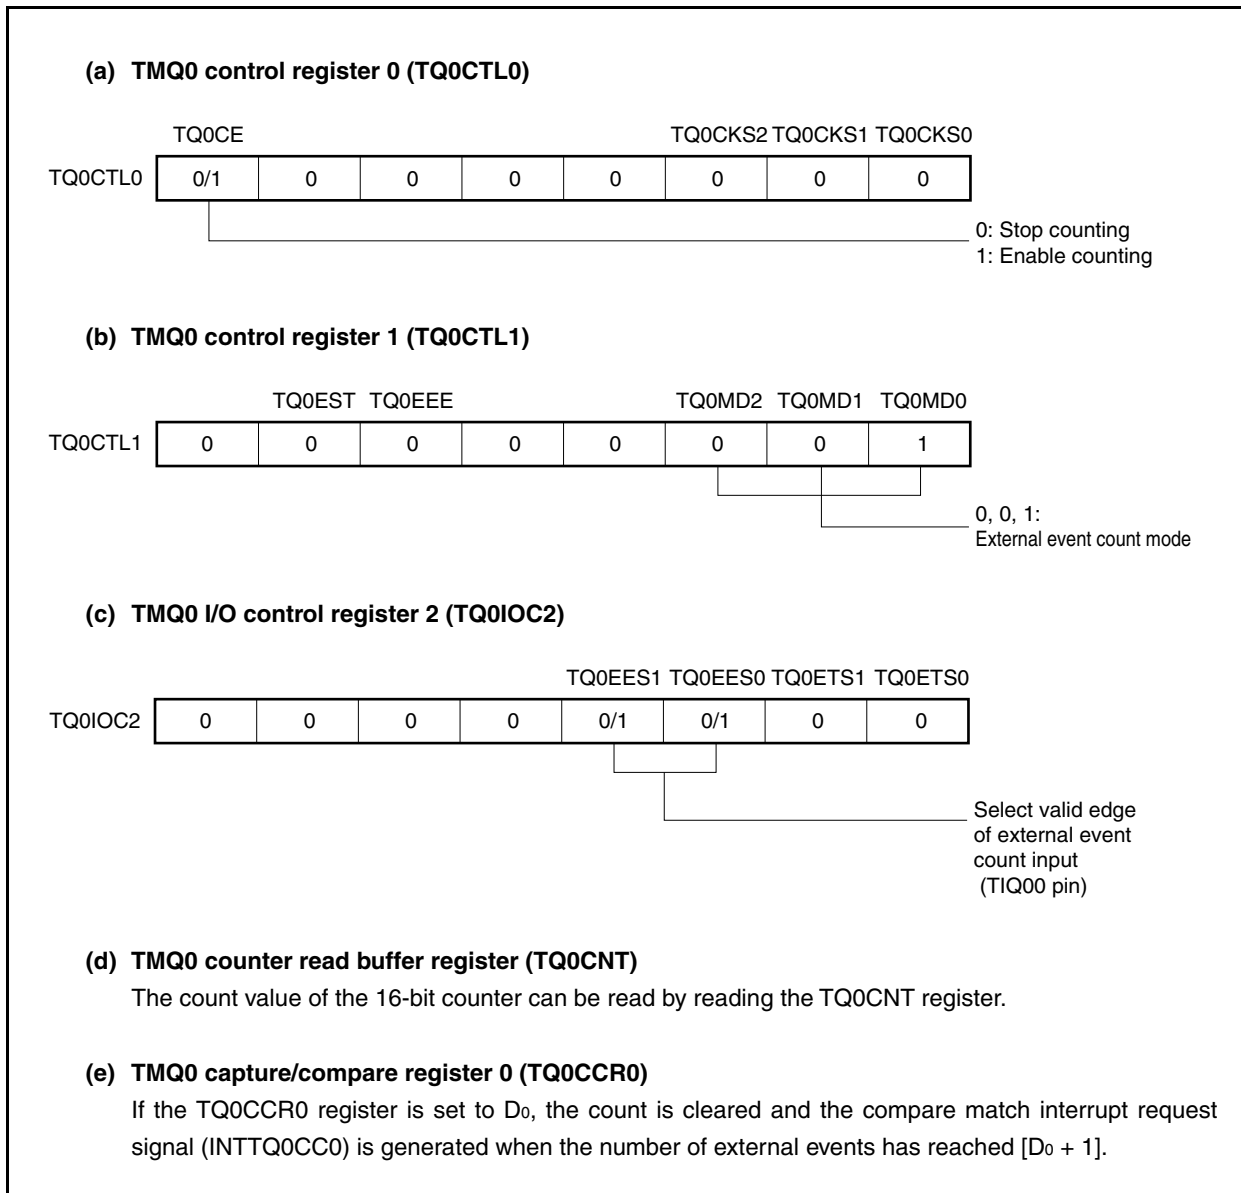 (a) TMQ0 control register 0 (TQ0CTL0)
TQ0CE TQ0CKS2 TQ0CKS1 TQ0CKS0
TQ0CTL0 0/1 0 0 0 0 0 0 0
0: Stop counting
1: Enable counting
(b) TMQ0 control register 1 (TQ0CTL1)
TQ0EST TQ0EEE TQ0MD2 TQ0MD1 TQ0MD0
TQ0CTL1 0 0 0 0 0 0 0 1
0, 0, 1:
External event count mode
(c) TMQ0 I/O control register 2 (TQ0IOC2)
TQ0EES1 TQ0EES0 TQ0ETS1 TQ0ETS0
TQ0IOC2 0 0 0 0 0/1 0/1 0 0
Select valid edge
of external event
count input
(TIQ00 pin)
(d) TMQ0 counter read buffer register (TQ0CNT)
The count value of the 16-bit counter can be read by reading the TQ0CNT register.
(e) TMQ0 capture/compare register 0 (TQ0CCR0)
If the TQ0CCR0 register is set to D0, the count is cleared and the compare match interrupt request
signal (INTTQ0CC0) is generated when the number of external events has reached [D0 + 1].